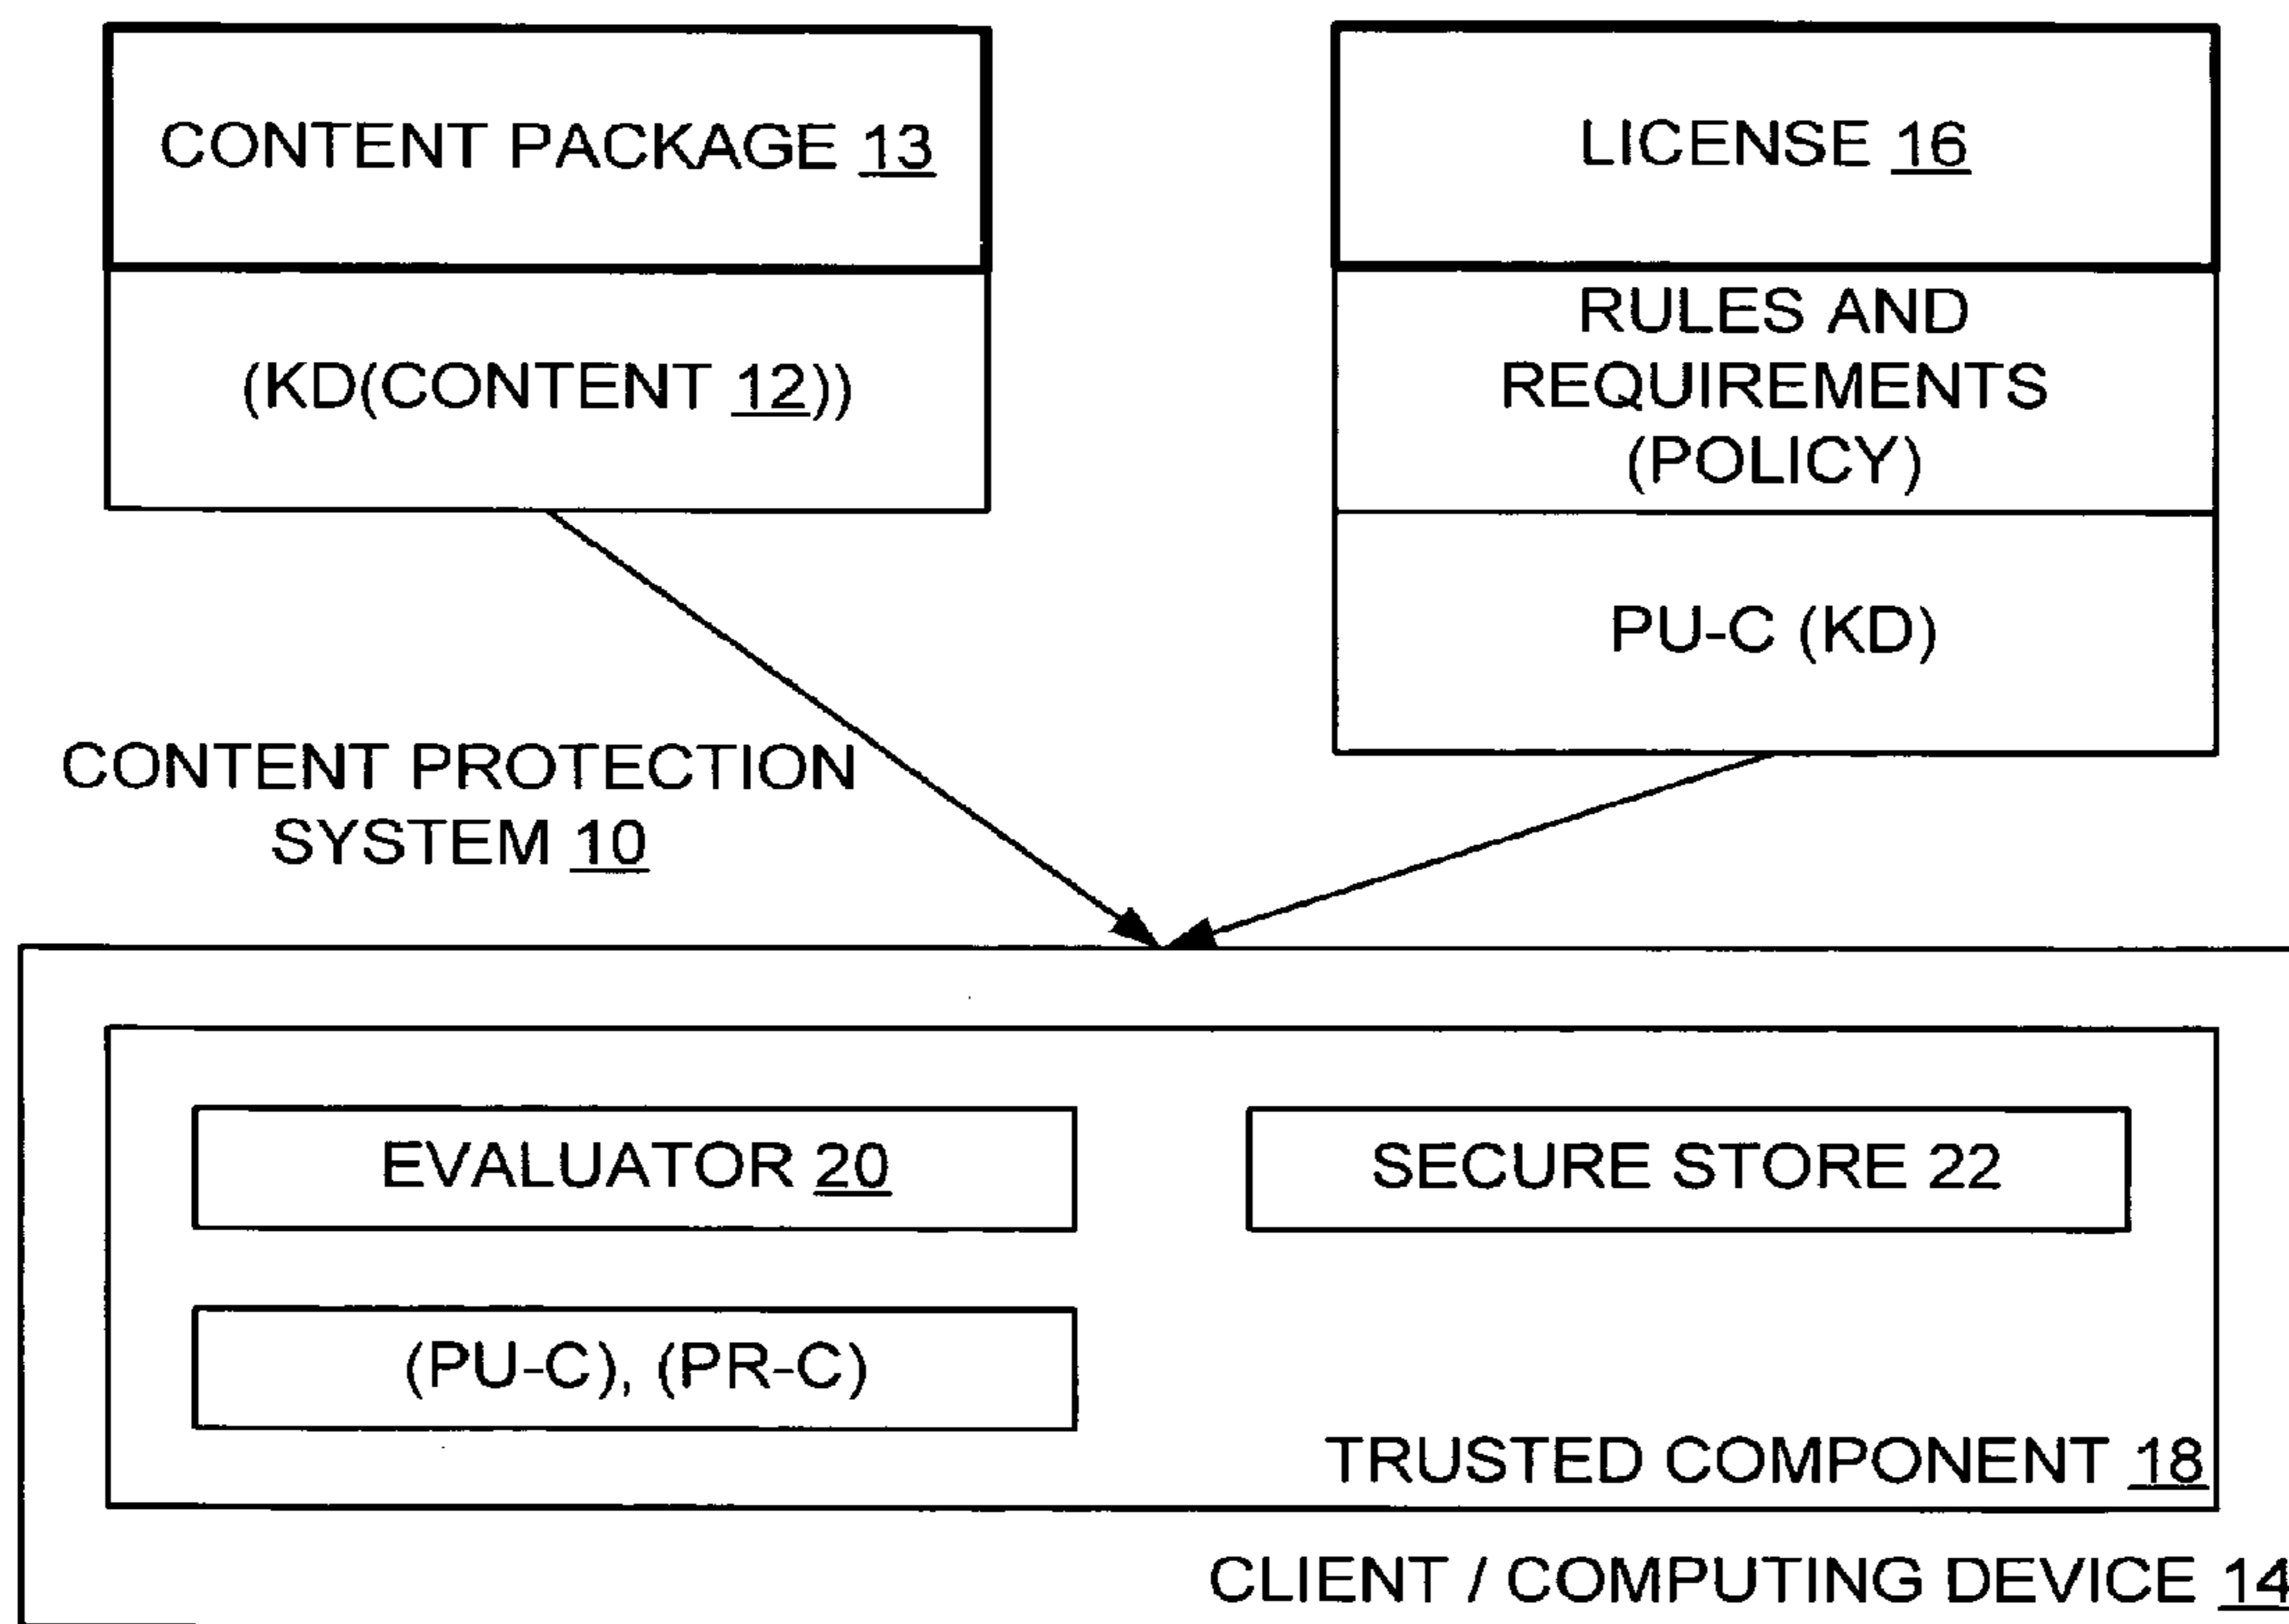 CONTENT PACKAGE 13
(KD(CONTENT 12))
LICENSE 16
RULES AND
REQUIREMENTS
(POLICY)
PU-C (KD)
CONTENT PROTECTION
SYSTEM 10
EVALUATOR 20
SECURE STORE 22
(PU-C), (PR-C)
TRUSTED COMPONENT 18
CLIENT / COMPUTING DEVICE 14